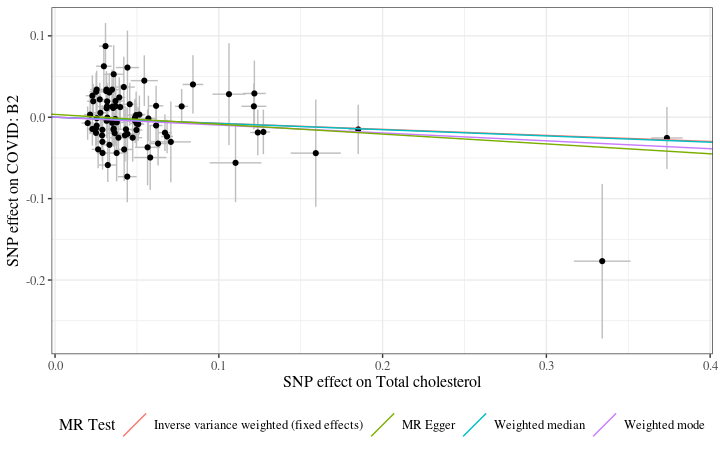 SNP effect on COVID: B2
0.1
0.0
-0.1
-0.2
0.0 0.1 0.2 0.3 0.4
SNP effect on Total cholesterol
MR Test Inverse variance weighted (fixed effects) MR Egger Weighted median Weighted mode